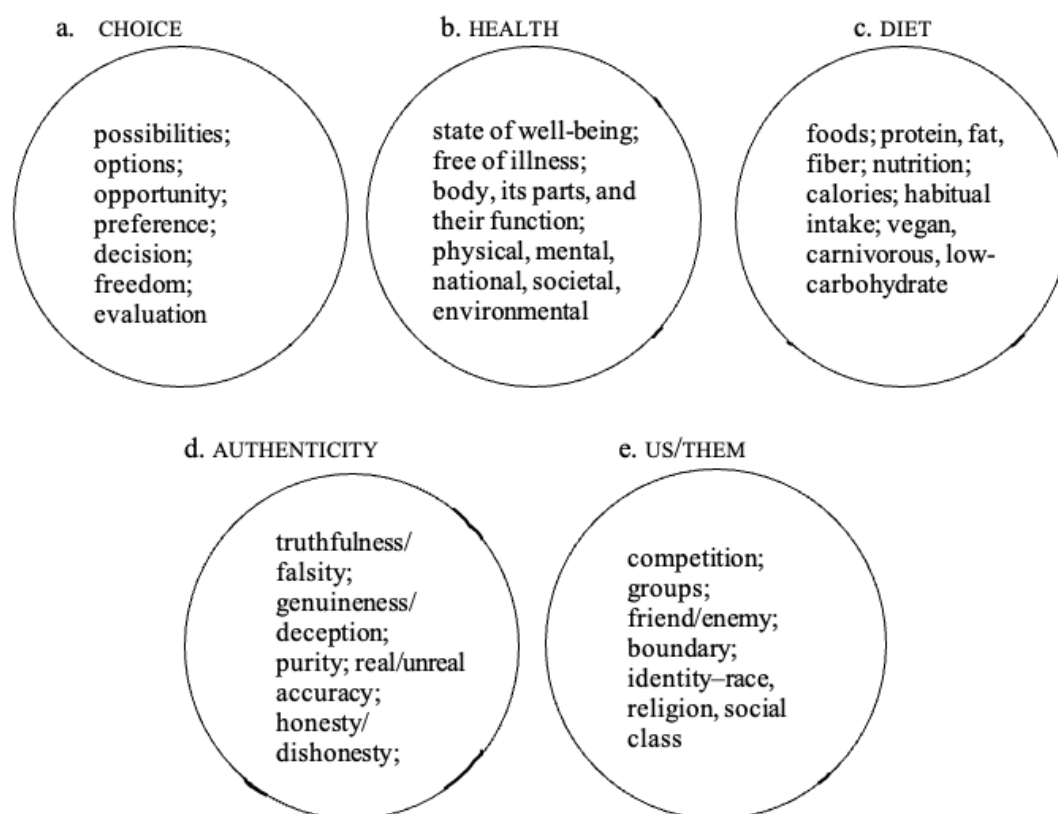 a. CHOICE
b. HEALTH
c. DIET
possibilities;
options;
opportunity;
preference;
decision;
freedom;
evaluation
state of well-being;
free of illness;
body, its parts, and
their function;
physical, mental,
national, societal,
environmental
foods; protein, fat,
fiber; nutrition;
calories; habitual
intake; vegan,
carnivorous, low-
carbohydrate
d. AUTHENTICITY
e. US/THEM
truthfulness/
falsity;
genuineness/
deception;
purity; real/unreal
accuracy;
honesty/
dishonesty;
competition;
groups;
friend/enemy;
boundary;
identity–race,
religion, social
class